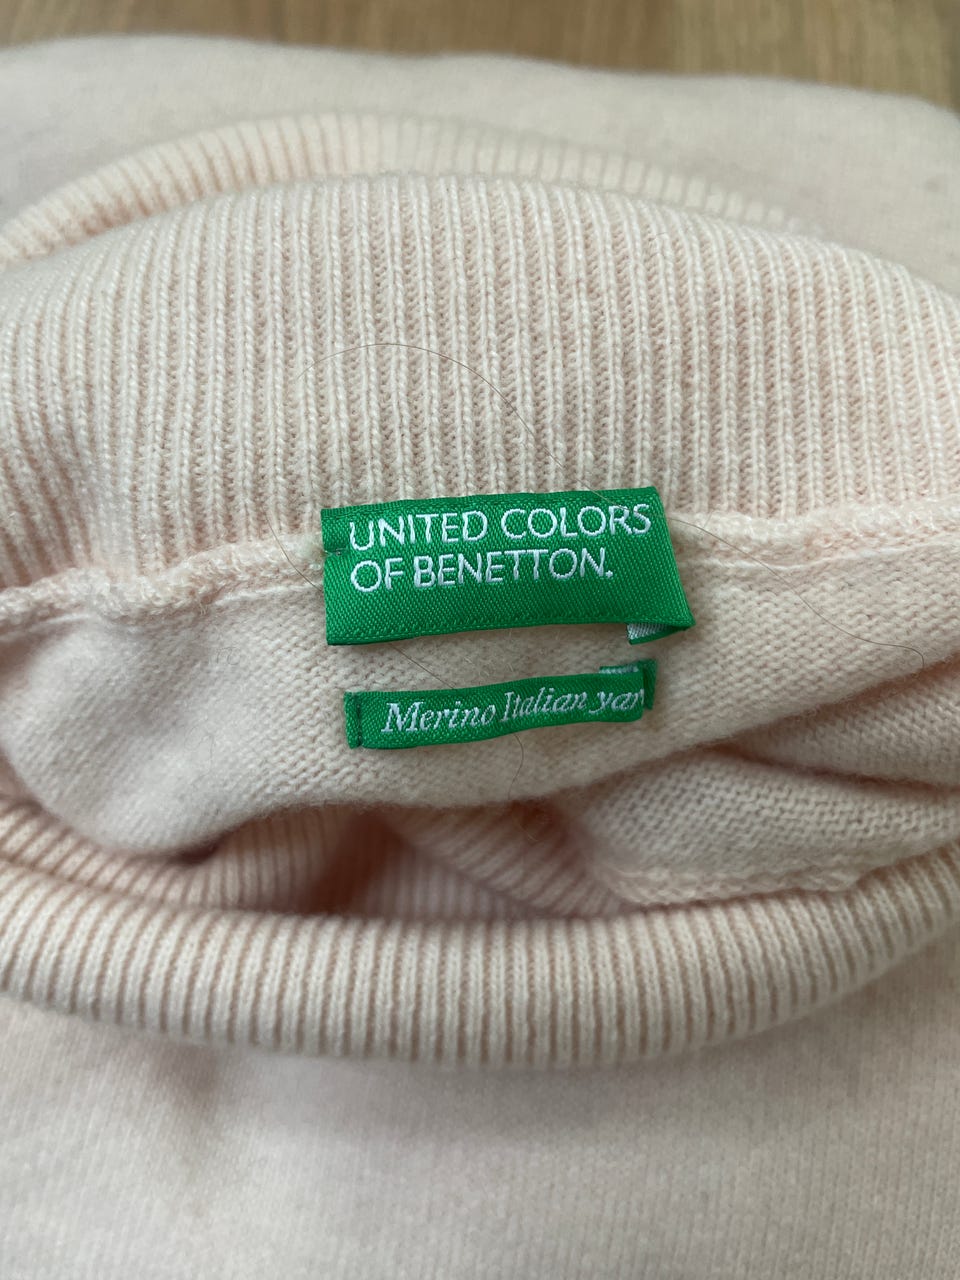 UNITED COLORS
OF BENETTON.
Merino Italian yar